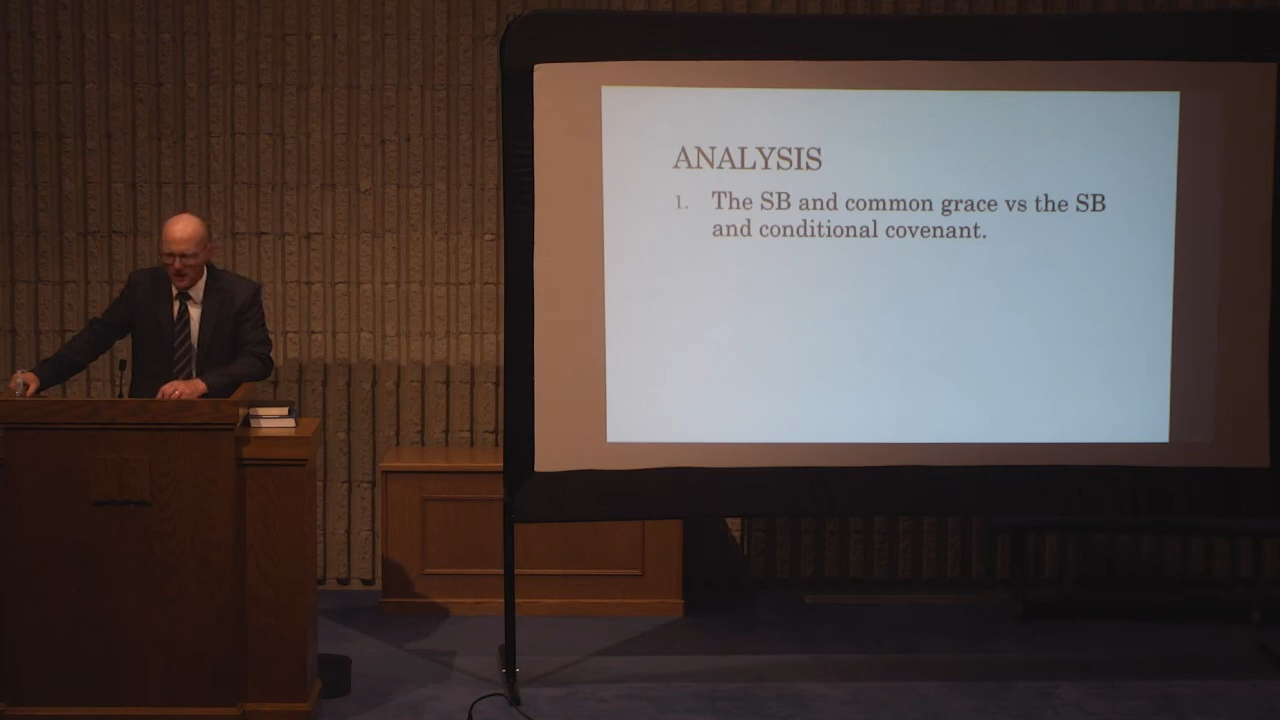 ANALYSIS
1. The SB and common grace vs the SB
and conditional covenant.